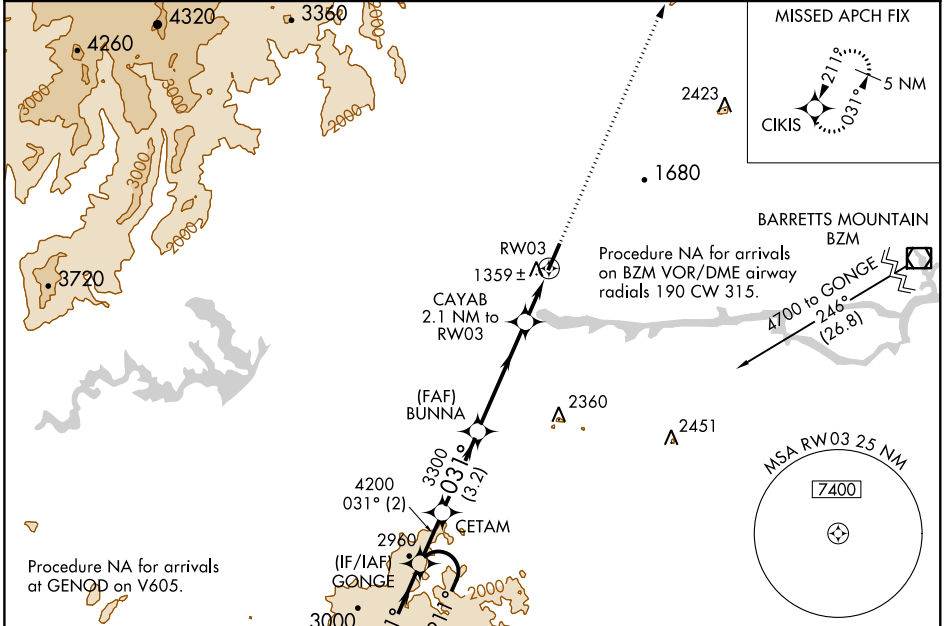 4320
3360
4260
3000
3000
2000
3000
2000
3720
MISSED APCH FIX
211°
031°
5 NM
CIKIS
2423
1680
BARRETTS MOUNTAIN
BZM
RW03
1359 ±
Procedure NA for arrivals
on BZM VOR/DME airway
radials 190 CW 315.
4700 to GONGE
246°
(26.8)
CAYAB
2.1 NM to
RW03
(FAF)
BUNNA
2360
2451
3300
031°
(3.2)
4200
031° (2)
CETAM
2960
(IF/IAF)
GONGE
MSA RW 03 25 NM
7400
Procedure NA for arrivals
at GENOD on V605.
3000
2000